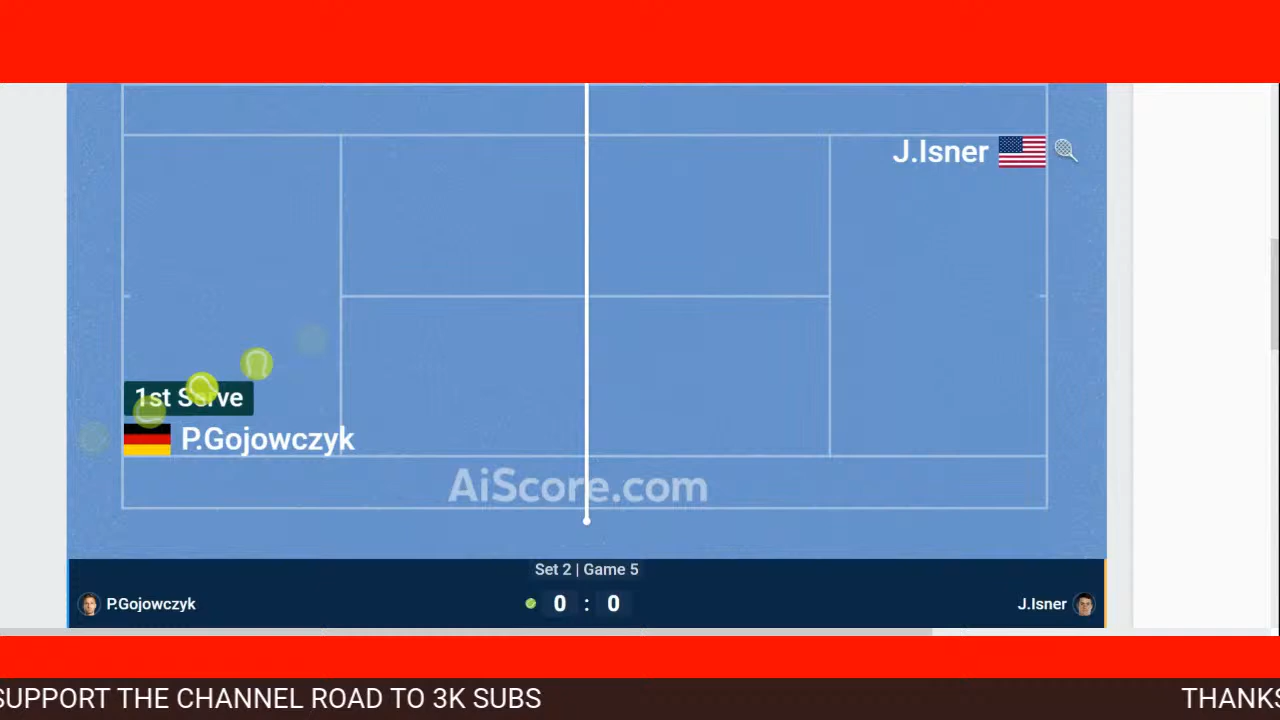 J.Isner
1st Serve
P.Gojowczyk
AiScore.com
Set 2 | Game 5
P.Gojowczyk 0 : 0 J.Isner
SUPPORT THE CHANNEL ROAD TO 3K SUBS THANKS